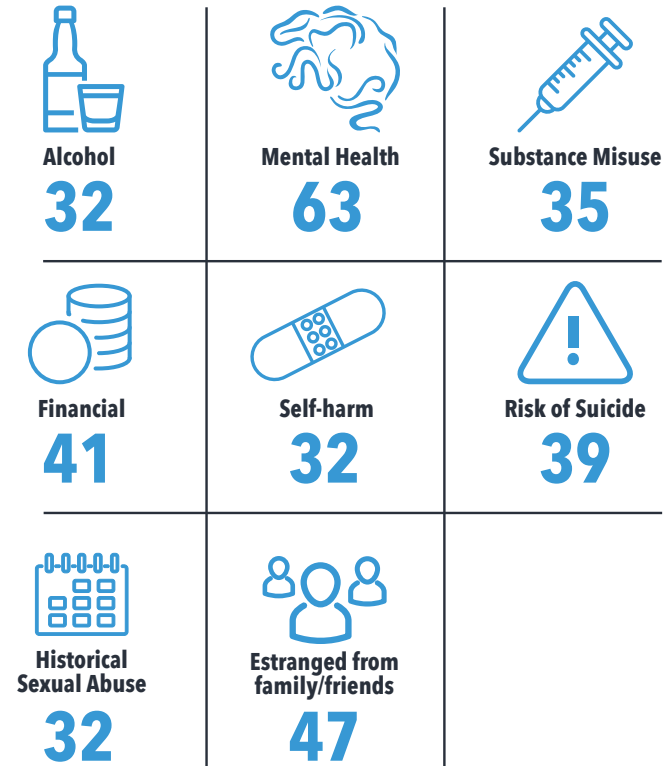 Alcohol
32
Mental Health
63
Substance Misuse
35
Financial
41
Self-harm
32
Risk of Suicide
39
Historical
Sexual Abuse
32
Estranged from
family/friends
47